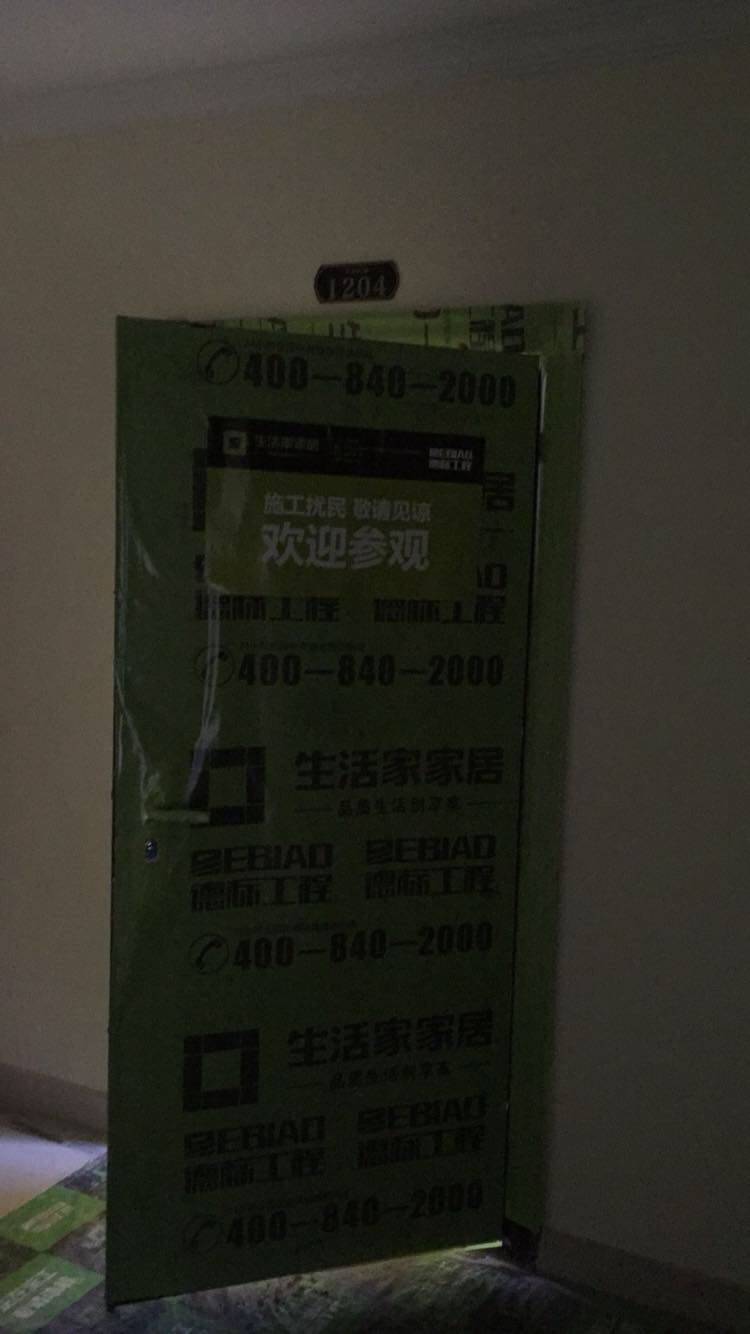 1204
400—840—2000
生活家家居
DEBIAO
德标工程
施工扰民 敬请见谅
欢迎参观
居
德标工程 德标工程
400—840—2000
生活家家居
DEBIAO DEBIAO
德标工程 德标工程
400—840—2000
生活家家居
DEBIAO DEBIAO
德标工程 德标工程
400—840—2000